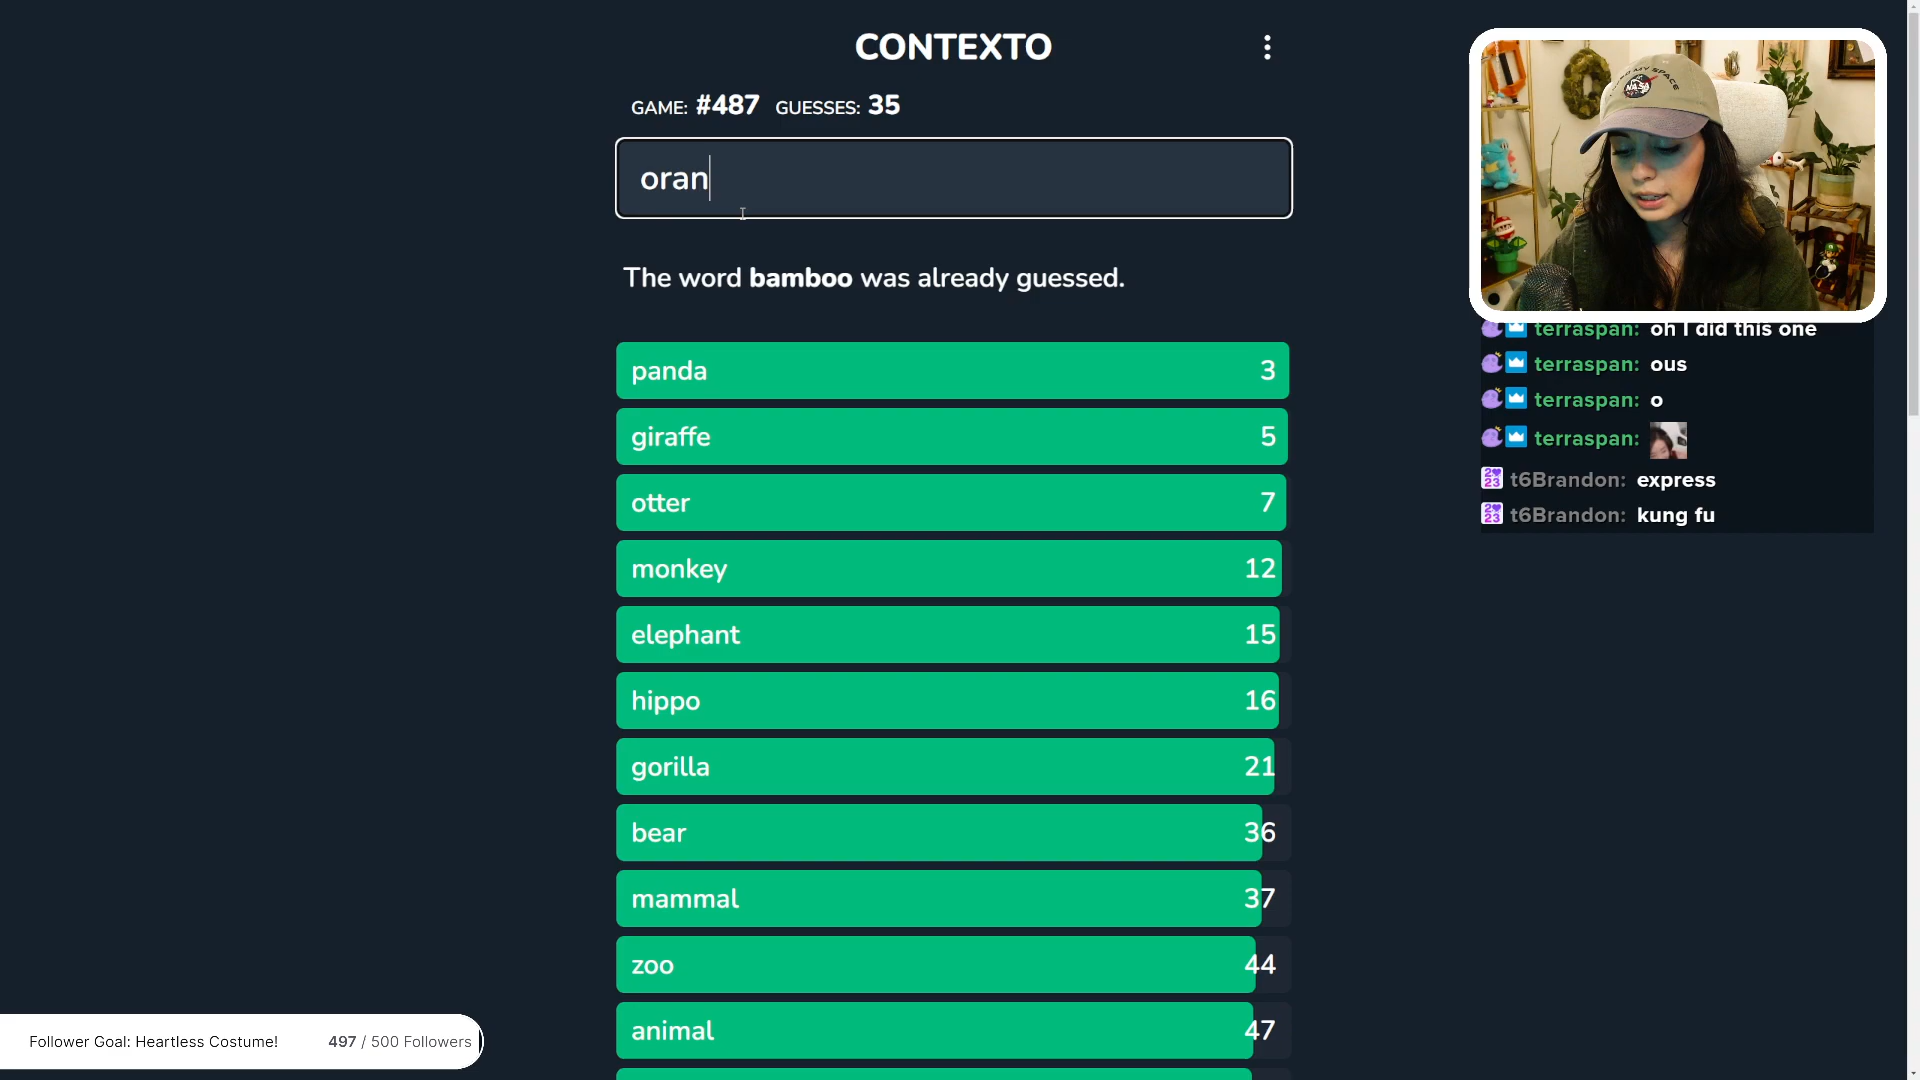 CONTEXTO
GAME: #487 GUESSES: 35
oran
The word bamboo was already guessed.
panda 3
giraffe 5
otter 7
monkey 12
elephant 15
hippo 16
gorilla 21
bear 36
mammal 37
zoo 44
animal 47
NASA
terraspan: oh I did this one
terraspan: ous
terraspan: o
terraspan:
t6Brandon: express
t6Brandon: kung fu
Follower Goal: Heartless Costume! 497 / 500 Followers